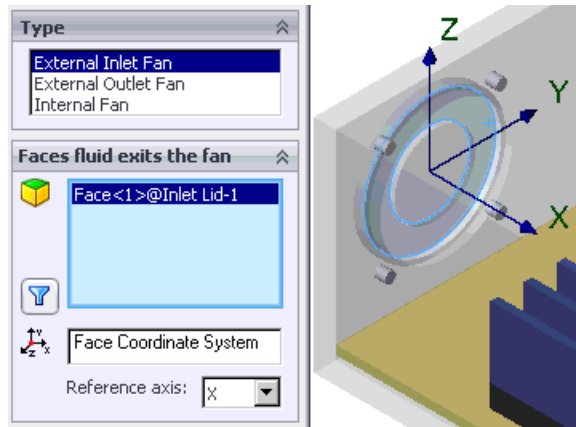 Type
External Inlet Fan
External Outlet Fan
Internal Fan
Faces fluid exits the fan
Face<1>@Inlet Lid-1
Face Coordinate System
Reference axis: X
Z
Y
X